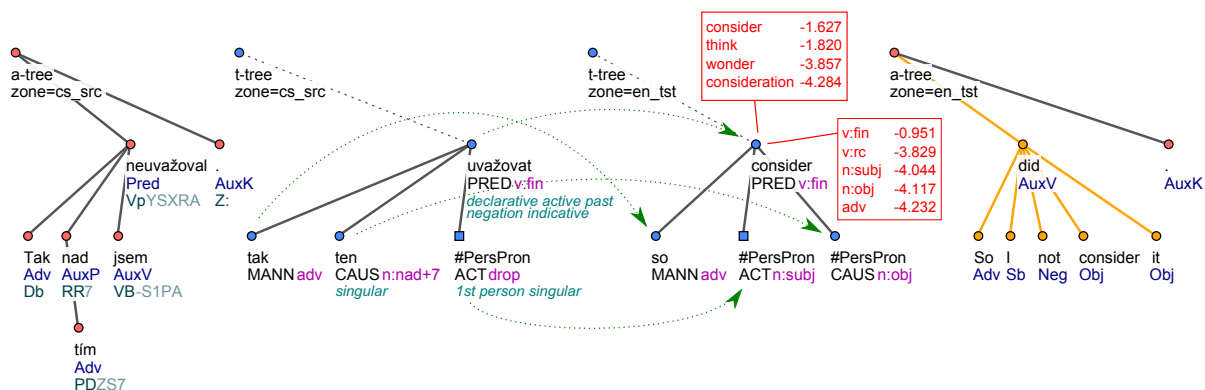 a-tree
zone=cs_src
neuvažoval
Pred
VpYSXRA
.
AuxK
Z:
Tak
Adv
Db
nad
AuxP
RR7
jsem
AuxV
VB-S1PA
tím
Adv
PDZS7
t-tree
zone=cs_src
uvažovat
PRED v:fin
declarative active past
negation indicative
tak
MANN adv
ten
CAUS n:nad+7
singular
#PersPron
ACT drop
1st person singular
t-tree
zone=en_tst
consider -1.627
think -1.820
wonder -3.857
consideration -4.284
v:fin -0.951
v:rc -3.829
n:subj -4.044
n:obj -4.117
adv -4.232
consider
PRED v:fin
so
MANN adv
#PersPron
ACT n:subj
#PersPron
CAUS n:obj
a-tree
zone=en_tst
did
AuxV
.
AuxK
So
Adv
I
Sb
not
Neg
consider
Obj
it
Obj